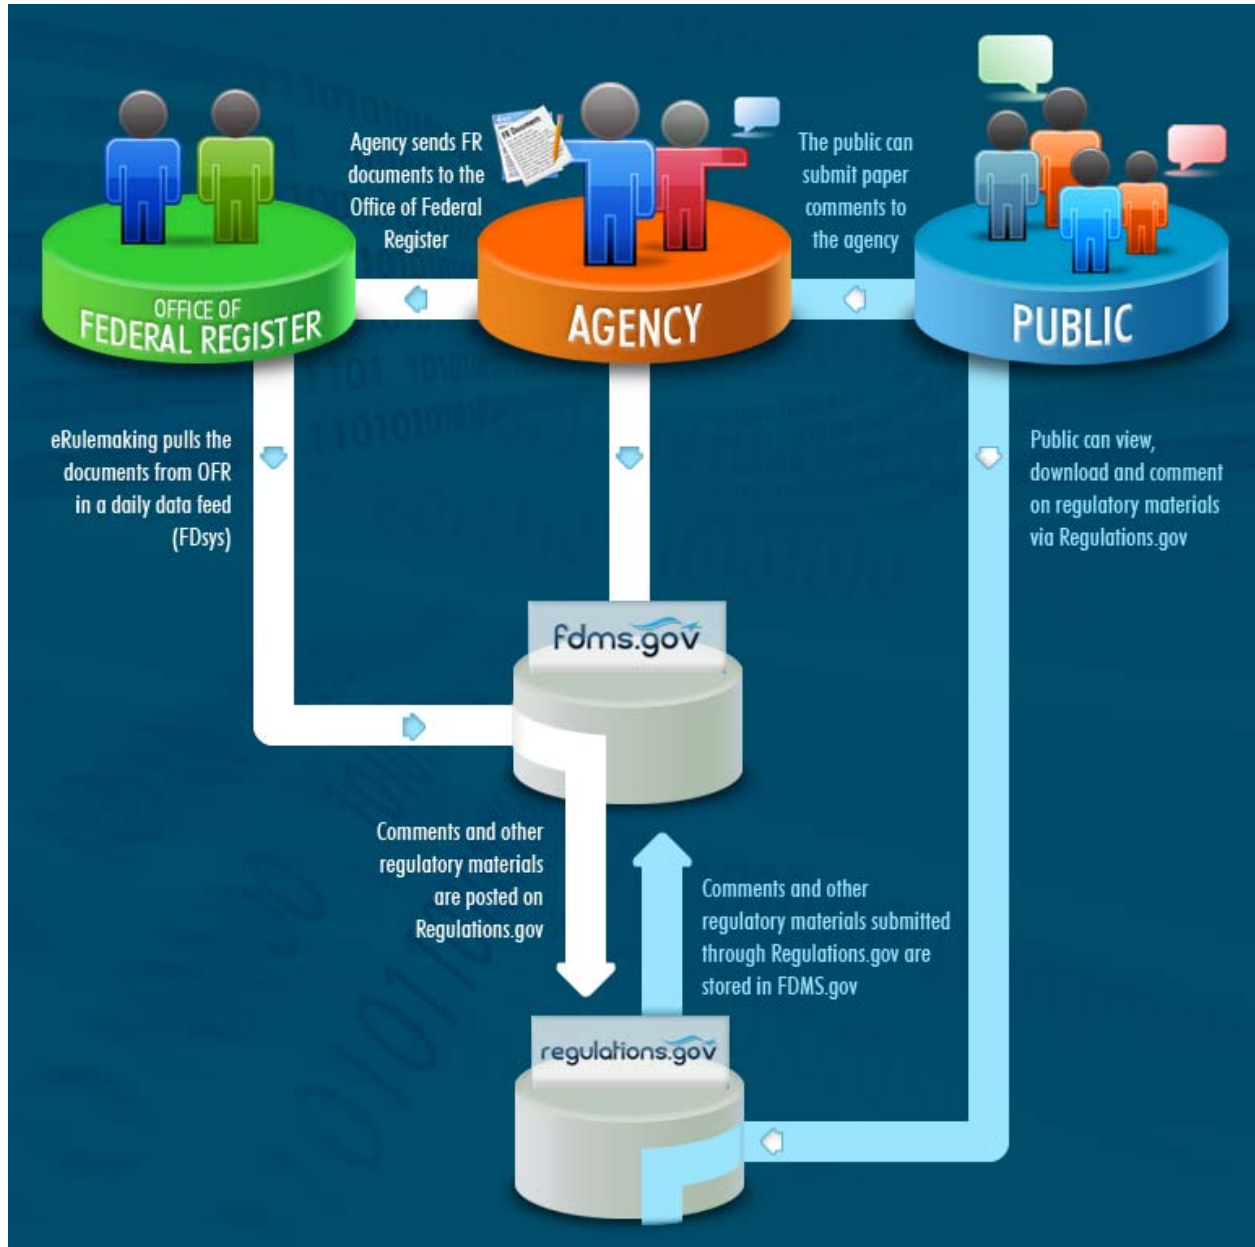 Agency sends FR
documents to the
Office of Federal
Register
FR Documents
The public can
submit paper
comments to
the agency
OFFICE OF
FEDERAL REGISTER
AGENCY
PUBLIC
eRulemaking pulls the
documents from OFR
in a daily data feed
(FDsys)
Public can view,
download and comment
on regulatory materials
via Regulations.gov
fdms.gov
Comments and other
regulatory materials
are posted on
Regulations.gov
Comments and other
regulatory materials submitted
through Regulations.gov are
stored in FDMS.gov
regulations.gov